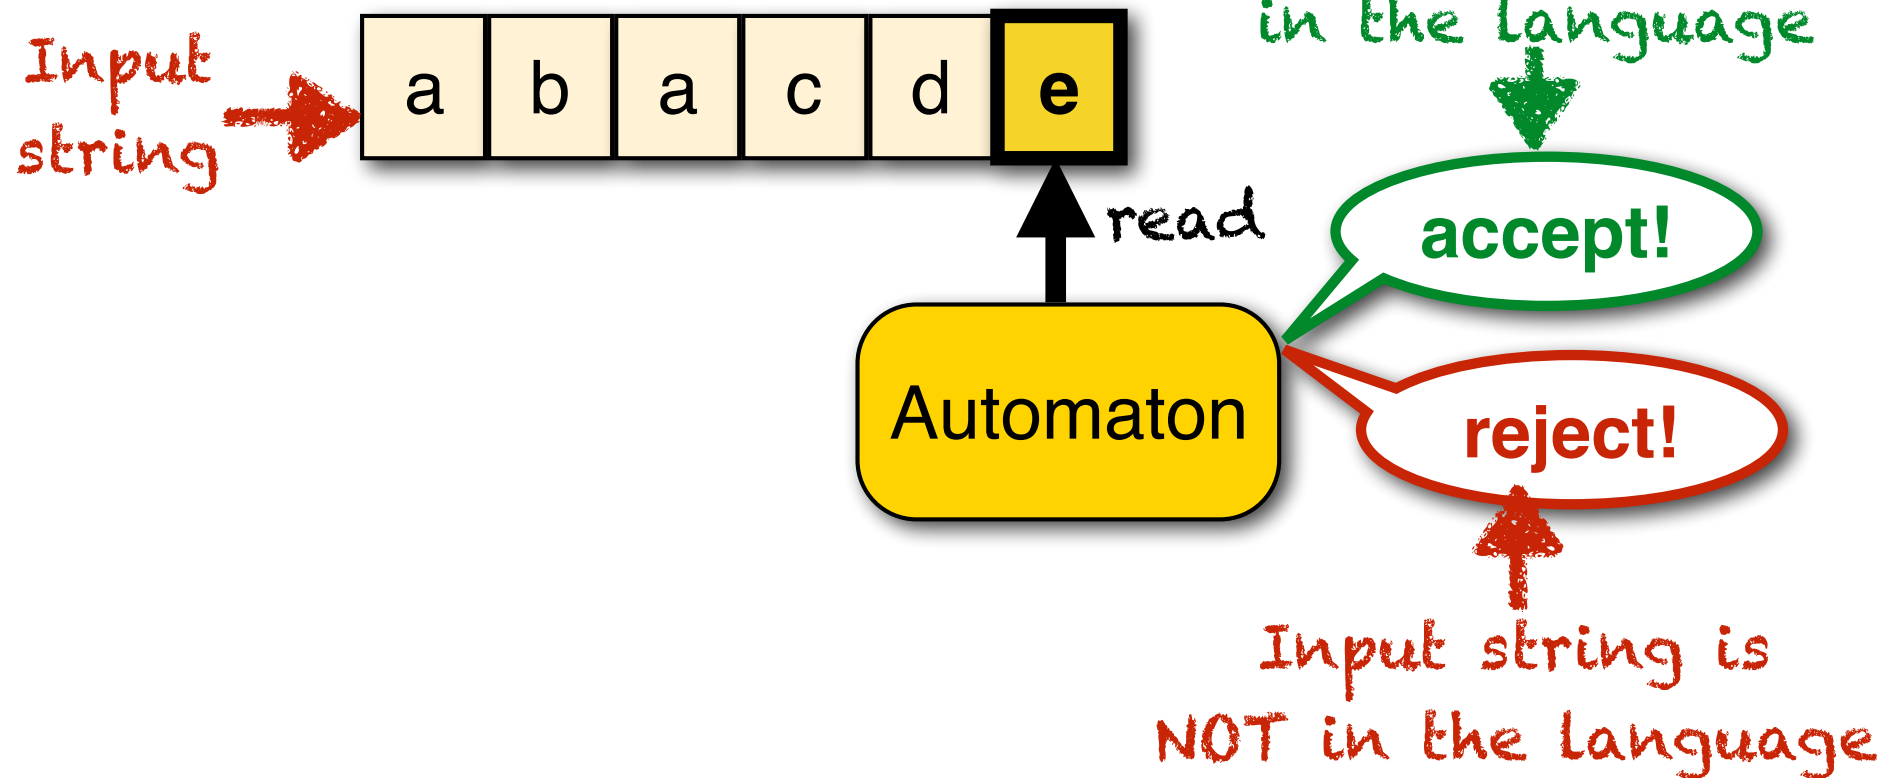 in the language
Input
string
a b a c d e
read
accept!
Automaton
reject!
Input string is
NOT in the language